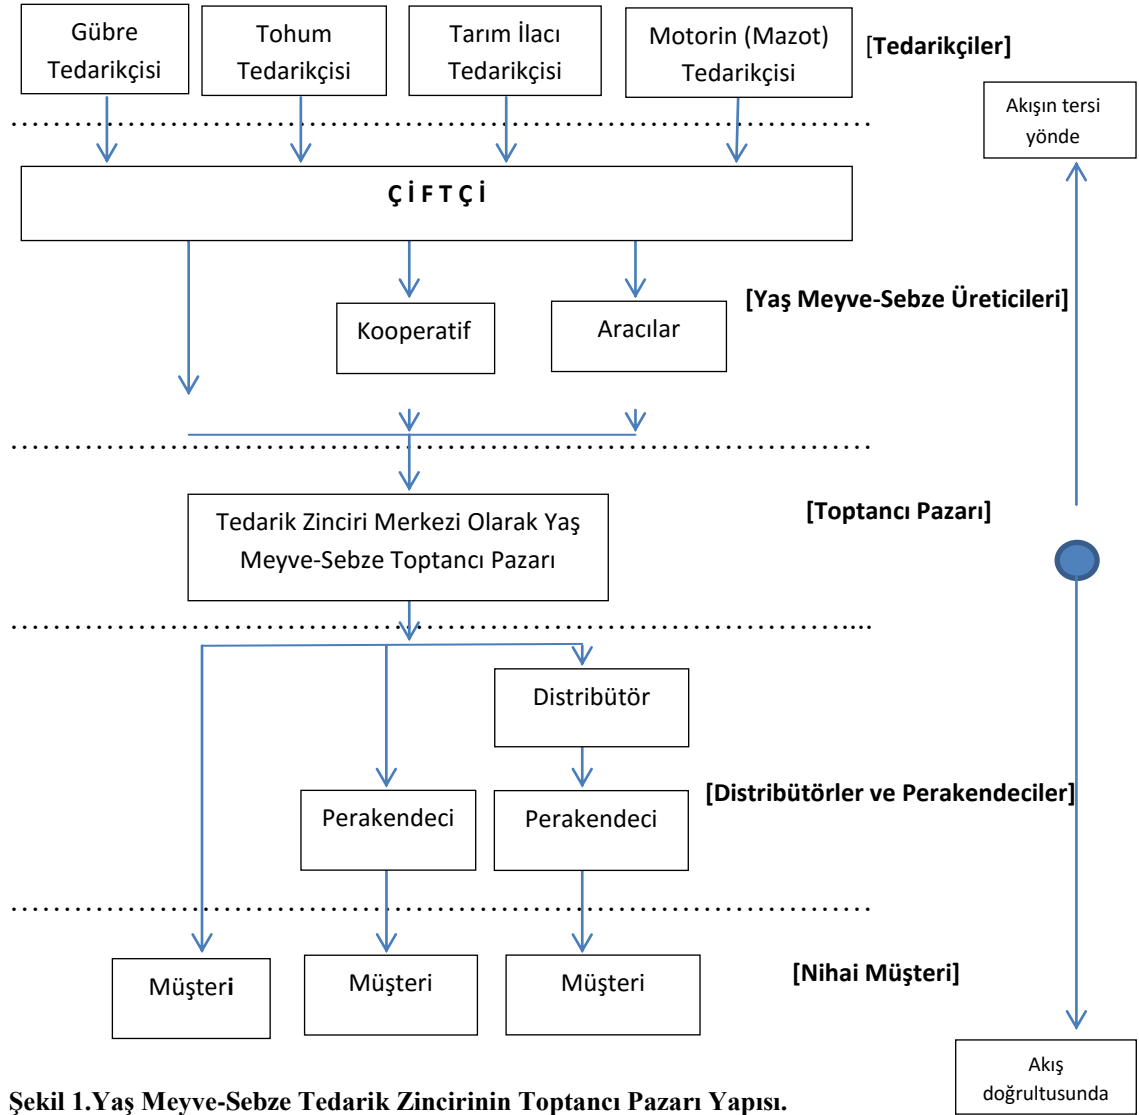 Gübre
Tedarikçisi
Tohum
Tedarikçisi
Tarım İlacı
Tedarikçisi
Motorin (Mazot)
Tedarikçisi
[Tedarikçiler]
Akışın tersi
yönde
Ç İ F T Ç İ
[Yaş Meyve-Sebze Üreticileri]
Kooperatif
Aracılar
[Toptancı Pazarı]
Tedarik Zinciri Merkezi Olarak Yaş
Meyve-Sebze Toptancı Pazarı
Distribütör
[Distribütörler ve Perakendeciler]
Perakendeci
Perakendeci
[Nihai Müşteri]
Müşteri
Müşteri
Müşteri
Akış
doğrultusunda
Şekil 1.Yaş Meyve-Sebze Tedarik Zincirinin Toptancı Pazarı Yapısı.